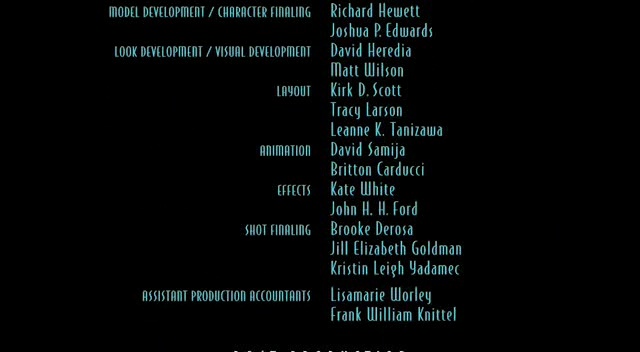 MODEL DEVELOPMENT / CHARACTER FINALING Richard Hewett
Joshua P. Edwards
LOOK DEVELOPMENT / VISUAL DEVELOPMENT David Heredia
Matt Wilson
LAYOUT Kirk D. Scott
Tracy Larson
Leanne K. Tanizawa
ANIMATION David Samija
Britton Carducci
EFFECTS Kate White
John H. H. Ford
SHOT FINALING Brooke Derosa
Jill Elizabeth Goldman
Kristin Leigh Yadamec
ASSISTANT PRODUCTION ACCOUNTANTS Lisamarie Worley
Frank William Knittel